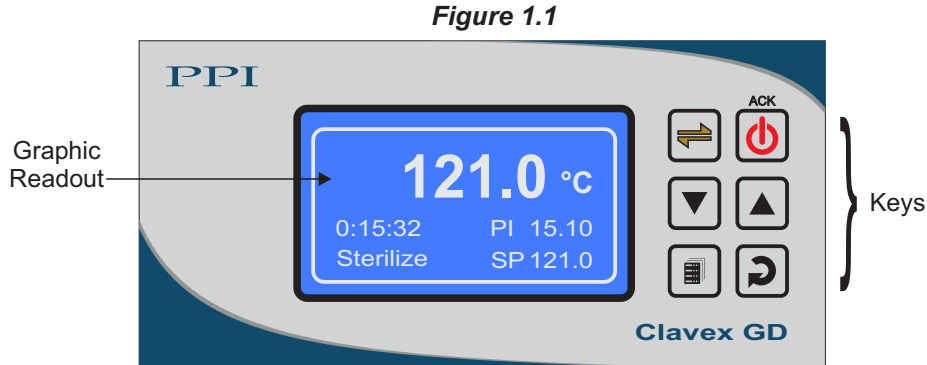 Figure 1.1
PPI
ACK
Graphic
Readout
121.0 °C
Keys
0:15:32 PI 15.10
Sterilize SP 121.0
Clavex GD